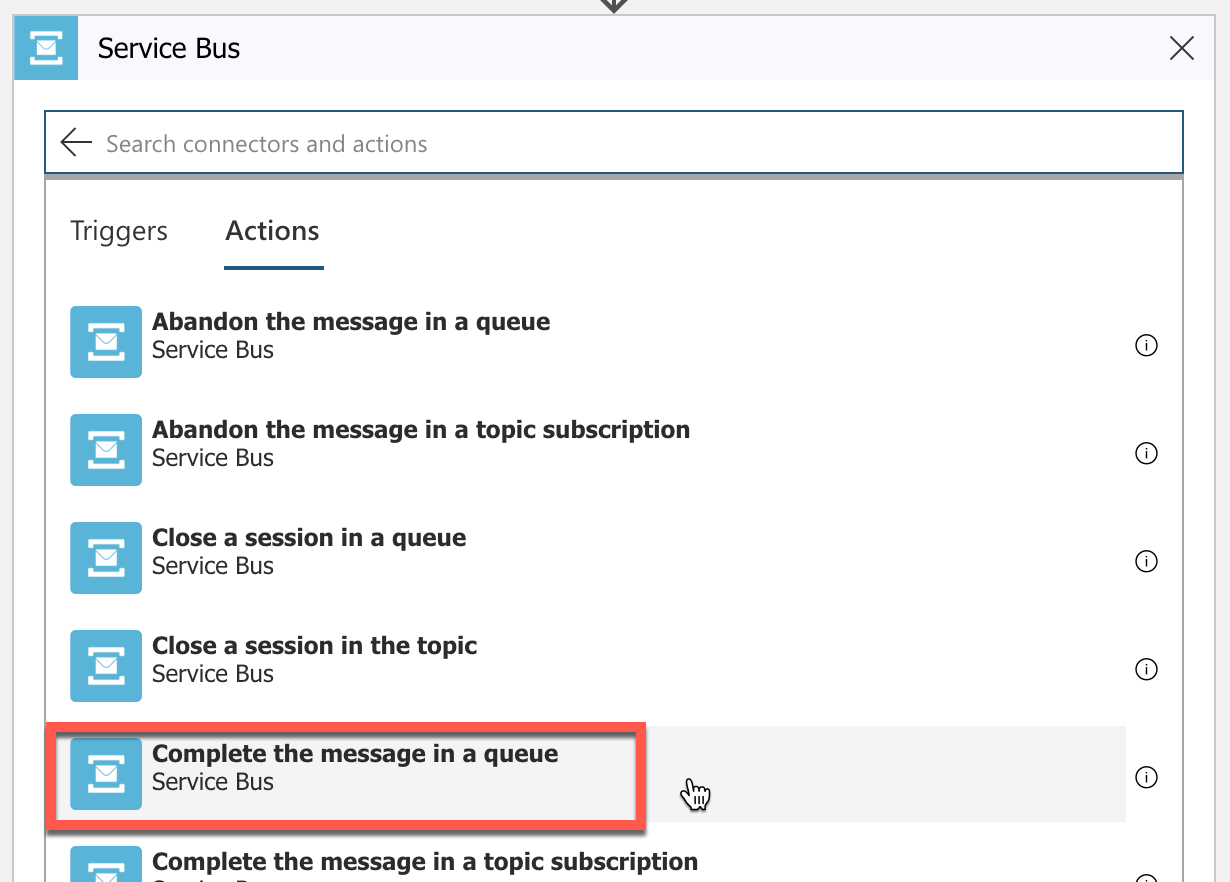 Service Bus
Search connectors and actions
Triggers Actions
Abandon the message in a queue
Service Bus
Abandon the message in a topic subscription
Service Bus
Close a session in a queue
Service Bus
Close a session in the topic
Service Bus
Complete the message in a queue
Service Bus
Complete the message in a topic subscription